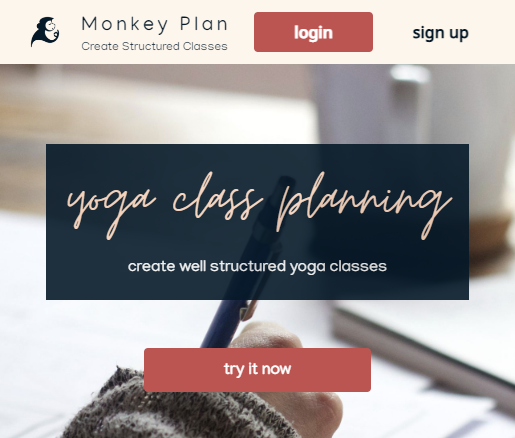 Monkey Plan
Create Structured Classes
login
sign up
yoga class planning
create well structured yoga classes
try it now